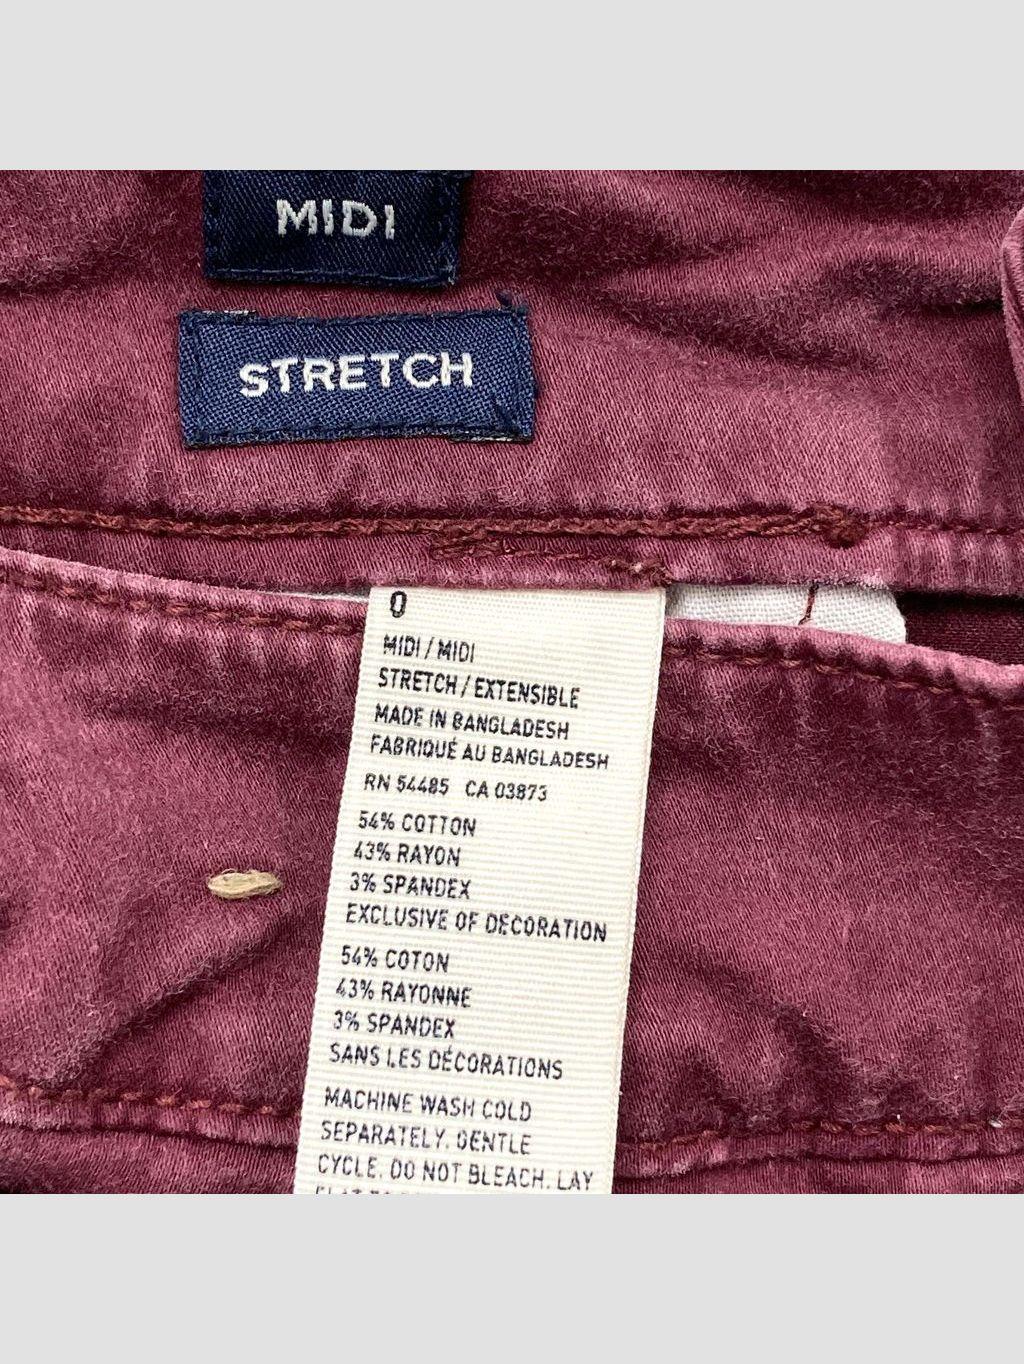 MIDI
STRETCH
0
MIDI / MIDI
STRETCH / EXTENSIBLE
MADE IN BANGLADESH
FABRIQUÉ AU BANGLADESH
RN 54485 CA 03873
54% COTTON
43% RAYON
3% SPANDEX
EXCLUSIVE OF DECORATION
54% COTON
43% RAYONNE
3% SPANDEX
SANS LES DÉCORATIONS
MACHINE WASH COLD
SEPARATELY. GENTLE
CYCLE. DO NOT BLEACH. LAY